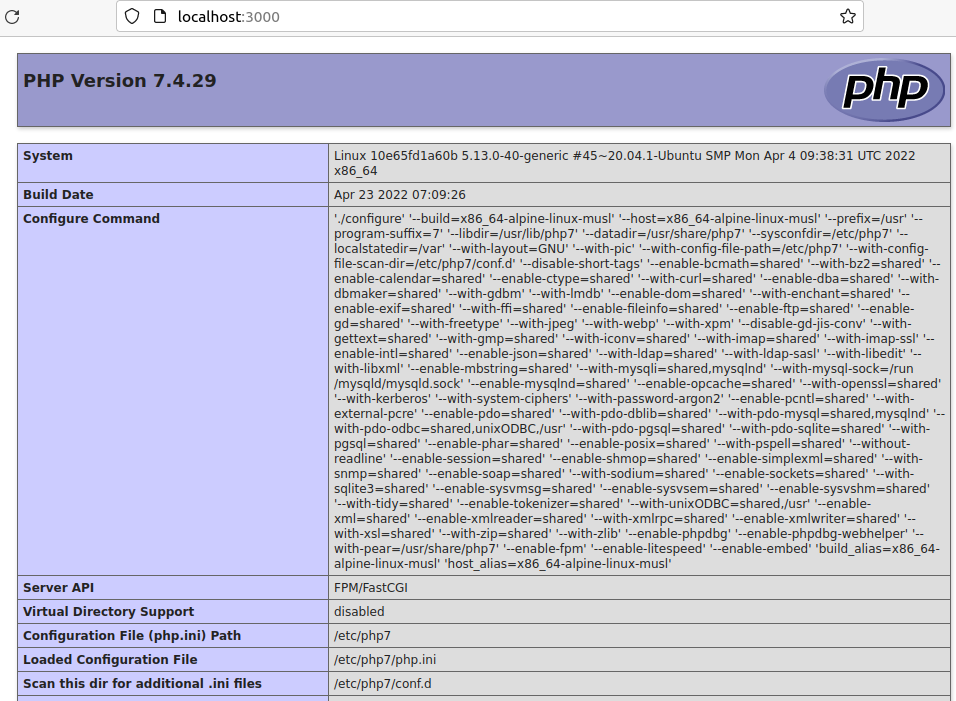 localhost:3000
PHP Version 7.4.29
php
System
Linux 10e65fd1a60b 5.13.0-40-generic #45~20.04.1-Ubuntu SMP Mon Apr 4 09:38:31 UTC 2022
x86_64
Build Date
Apr 23 2022 07:09:26
Configure Command
'./configure' '--build=x86_64-alpine-linux-musl' '--host=x86_64-alpine-linux-musl' '--prefix=/usr' '--
program-suffix=7' '--libdir=/usr/lib/php7' '--datadir=/usr/share/php7' '--sysconfdir=/etc/php7' '--
localstatedir=/var' '--with-layout=GNU' '--with-pic' '--with-config-file-path=/etc/php7' '--with-config-
file-scan-dir=/etc/php7/conf.d' '--disable-short-tags' '--enable-bcmath=shared' '--with-bz2=shared' '--
enable-calendar=shared' '--enable-ctype=shared' '--with-curl=shared' '--enable-dba=shared' '--with-
dbmaker=shared' '--with-gdbm' '--with-lmdb' '--enable-dom=shared' '--with-enchant=shared' '--
enable-exif=shared' '--with-ffi=shared' '--enable-fileinfo=shared' '--enable-ftp=shared' '--enable-
gd=shared' '--with-freetype' '--with-jpeg' '--with-webp' '--with-xpm' '--disable-gd-jis-conv' '--with-
gettext=shared' '--with-gmp=shared' '--with-iconv=shared' '--with-imap=shared' '--with-imap-ssl' '--
enable-intl=shared' '--enable-json=shared' '--with-ldap=shared' '--with-ldap-sasl' '--with-libedit' '--
with-libxml' '--enable-mbstring=shared' '--with-mysqli=shared,mysqlnd' '--with-mysql-sock=/run
/mysqld/mysqld.sock' '--enable-mysqlnd=shared' '--enable-opcache=shared' '--with-openssl=shared'
'--with-kerberos' '--with-system-ciphers' '--with-password-argon2' '--enable-pcntl=shared' '--with-
external-pcre' '--enable-pdo=shared' '--with-pdo-dblib=shared' '--with-pdo-mysql=shared,mysqlnd' '--
with-pdo-odbc=shared,unixODBC,/usr' '--with-pdo-pgsql=shared' '--with-pdo-sqlite=shared' '--with-
pgsql=shared' '--enable-phar=shared' '--enable-posix=shared' '--with-pspell=shared' '--without-
readline' '--enable-session=shared' '--enable-shmop=shared' '--enable-simplexml=shared' '--with-
snmp=shared' '--enable-soap=shared' '--with-sodium=shared' '--enable-sockets=shared' '--with-
sqlite3=shared' '--enable-sysvmsg=shared' '--enable-sysvsem=shared' '--enable-sysvshm=shared'
'--with-tidy=shared' '--enable-tokenizer=shared' '--with-unixODBC=shared,/usr' '--enable-
xml=shared' '--enable-xmlreader=shared' '--with-xmlrpc=shared' '--enable-xmlwriter=shared' '--
with-xsl=shared' '--with-zip=shared' '--with-zlib' '--enable-phpdbg' '--enable-phpdbg-webhelper' '--
with-pear=/usr/share/php7' '--enable-fpm' '--enable-litespeed' '--enable-embed' 'build_alias=x86_64-
alpine-linux-musl' 'host_alias=x86_64-alpine-linux-musl'
Server API
FPM/FastCGI
Virtual Directory Support
disabled
Configuration File (php.ini) Path
/etc/php7
Loaded Configuration File
/etc/php7/php.ini
Scan this dir for additional .ini files
/etc/php7/conf.d